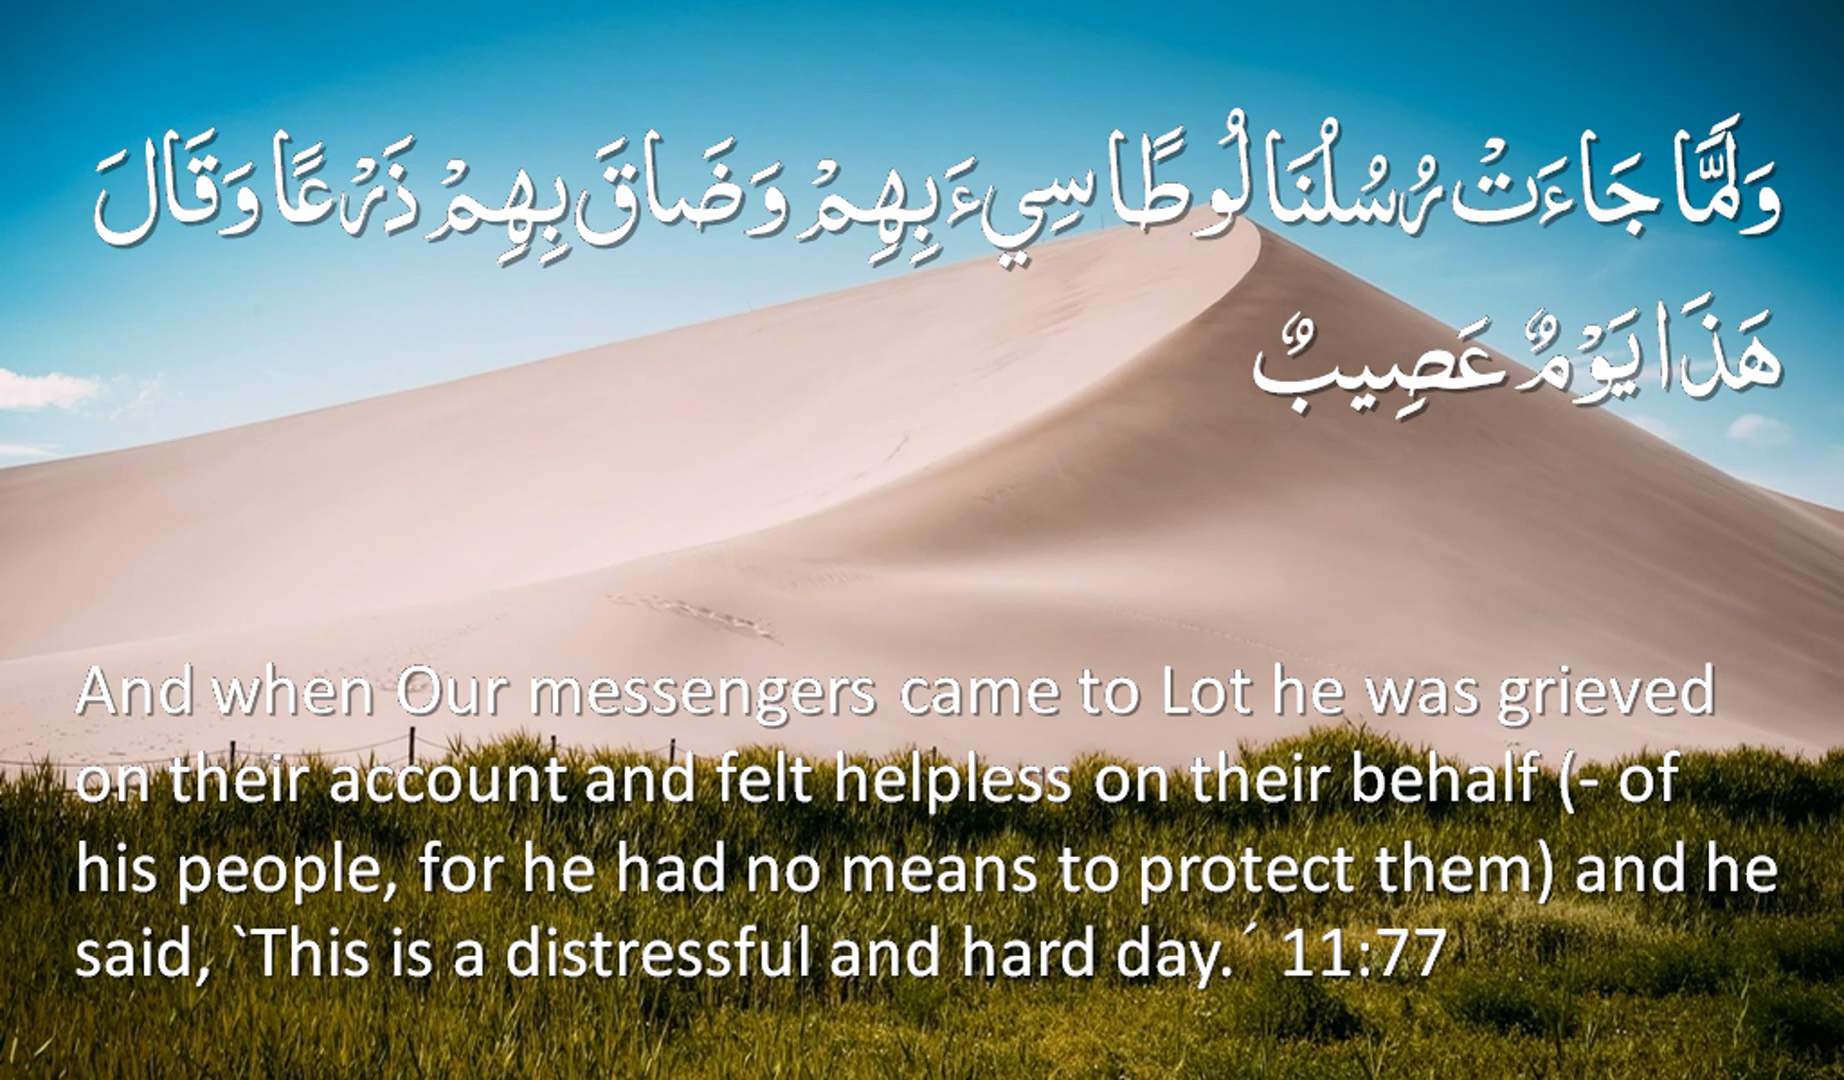 وَلَمَّا جَاءَتْ رُسُلُنَا لُوطًا سِيءَ بِهِمْ وَضَاقَ بِهِمْ ذَرْعًا وَقَالَ
هَذَا يَوْمٌ عَصِيبٌ
And when Our messengers came to Lot he was grieved
on their account and felt helpless on their behalf (- of
his people, for he had no means to protect them) and he
said, `This is a distressful and hard day.´ 11:77